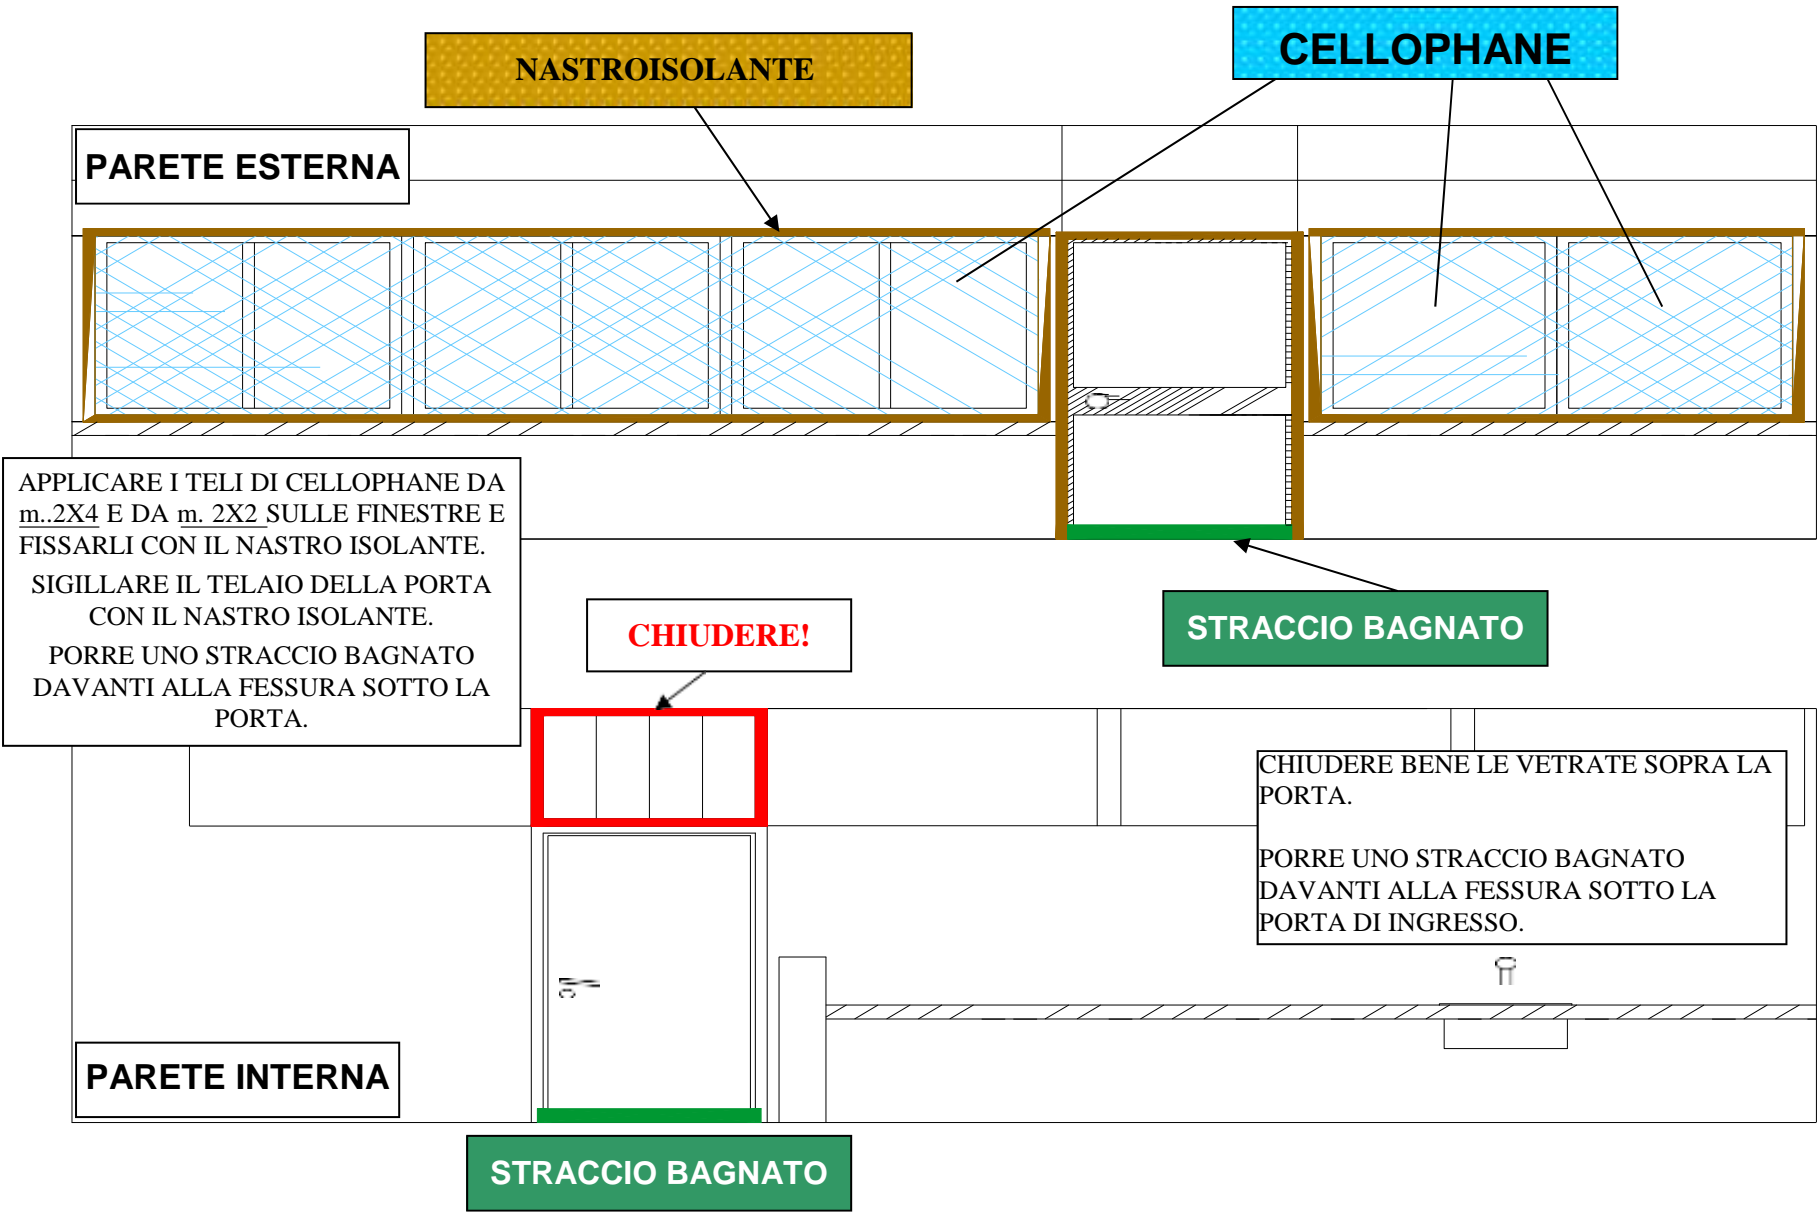 CELLOPHANE
NASTROISOLANTE
PARETE ESTERNA
APPLICARE I TELI DI CELLOPHANE DA
m..2X4 E DA m. 2X2 SULLE FINESTRE E
FISSARLI CON IL NASTRO ISOLANTE.
SIGILLARE IL TELAIO DELLA PORTA
CON IL NASTRO ISOLANTE.
PORRE UNO STRACCIO BAGNATO
DAVANTI ALLA FESSURA SOTTO LA
PORTA.
CHIUDERE!
STRACCIO BAGNATO
CHIUDERE BENE LE VETRATE SOPRA LA
PORTA.
PORRE UNO STRACCIO BAGNATO
DAVANTI ALLA FESSURA SOTTO LA
PORTA DI INGRESSO.
PARETE INTERNA
STRACCIO BAGNATO